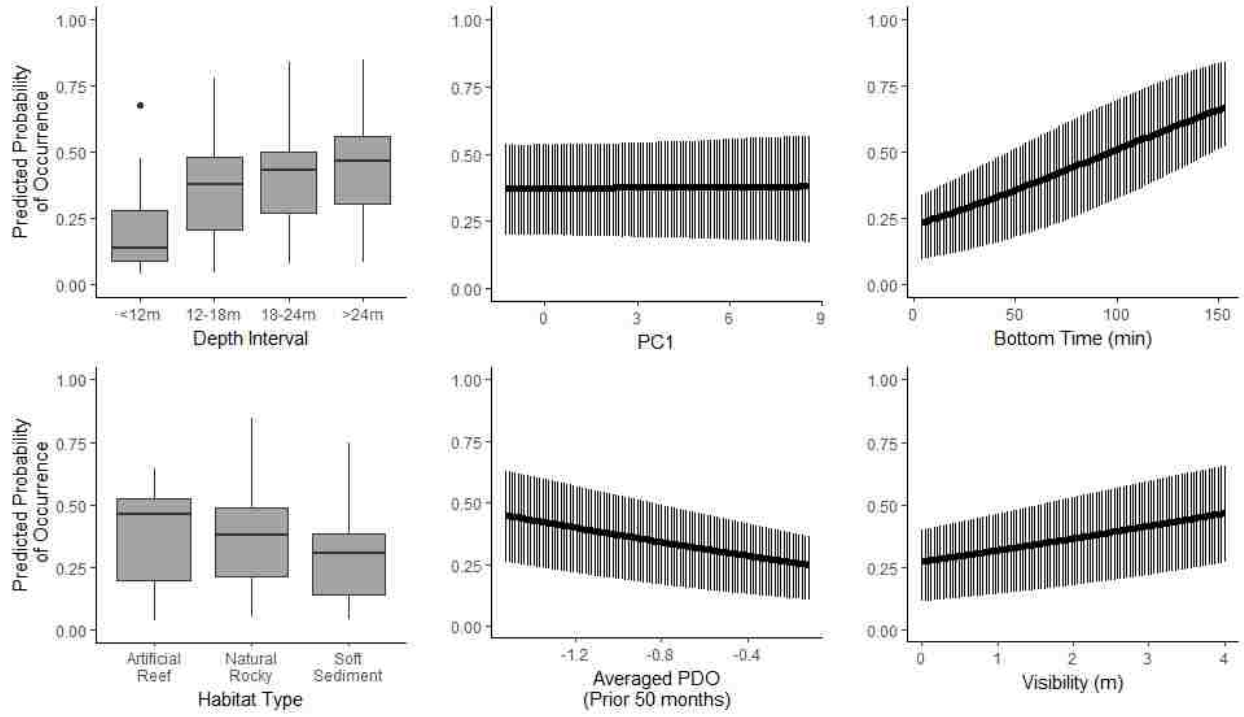 Predicted Probability
of Occurrence
1.00
0.75
0.50
0.25
0.00
<12m 12-18m 18-24m >24m
Depth Interval
1.00
0.75
0.50
0.25
0.00
0 3 6 9
PC1
1.00
0.75
0.50
0.25
0.00
0 50 100 150
Bottom Time (min)
Predicted Probability
of Occurrence
1.00
0.75
0.50
0.25
0.00
Artificial Natural Soft
Reef Rocky Sediment
Habitat Type
1.00
0.75
0.50
0.25
0.00
-1.2 -0.8 -0.4
Averaged PDO
(Prior 50 months)
1.00
0.75
0.50
0.25
0.00
0 1 2 3 4
Visibility (m)